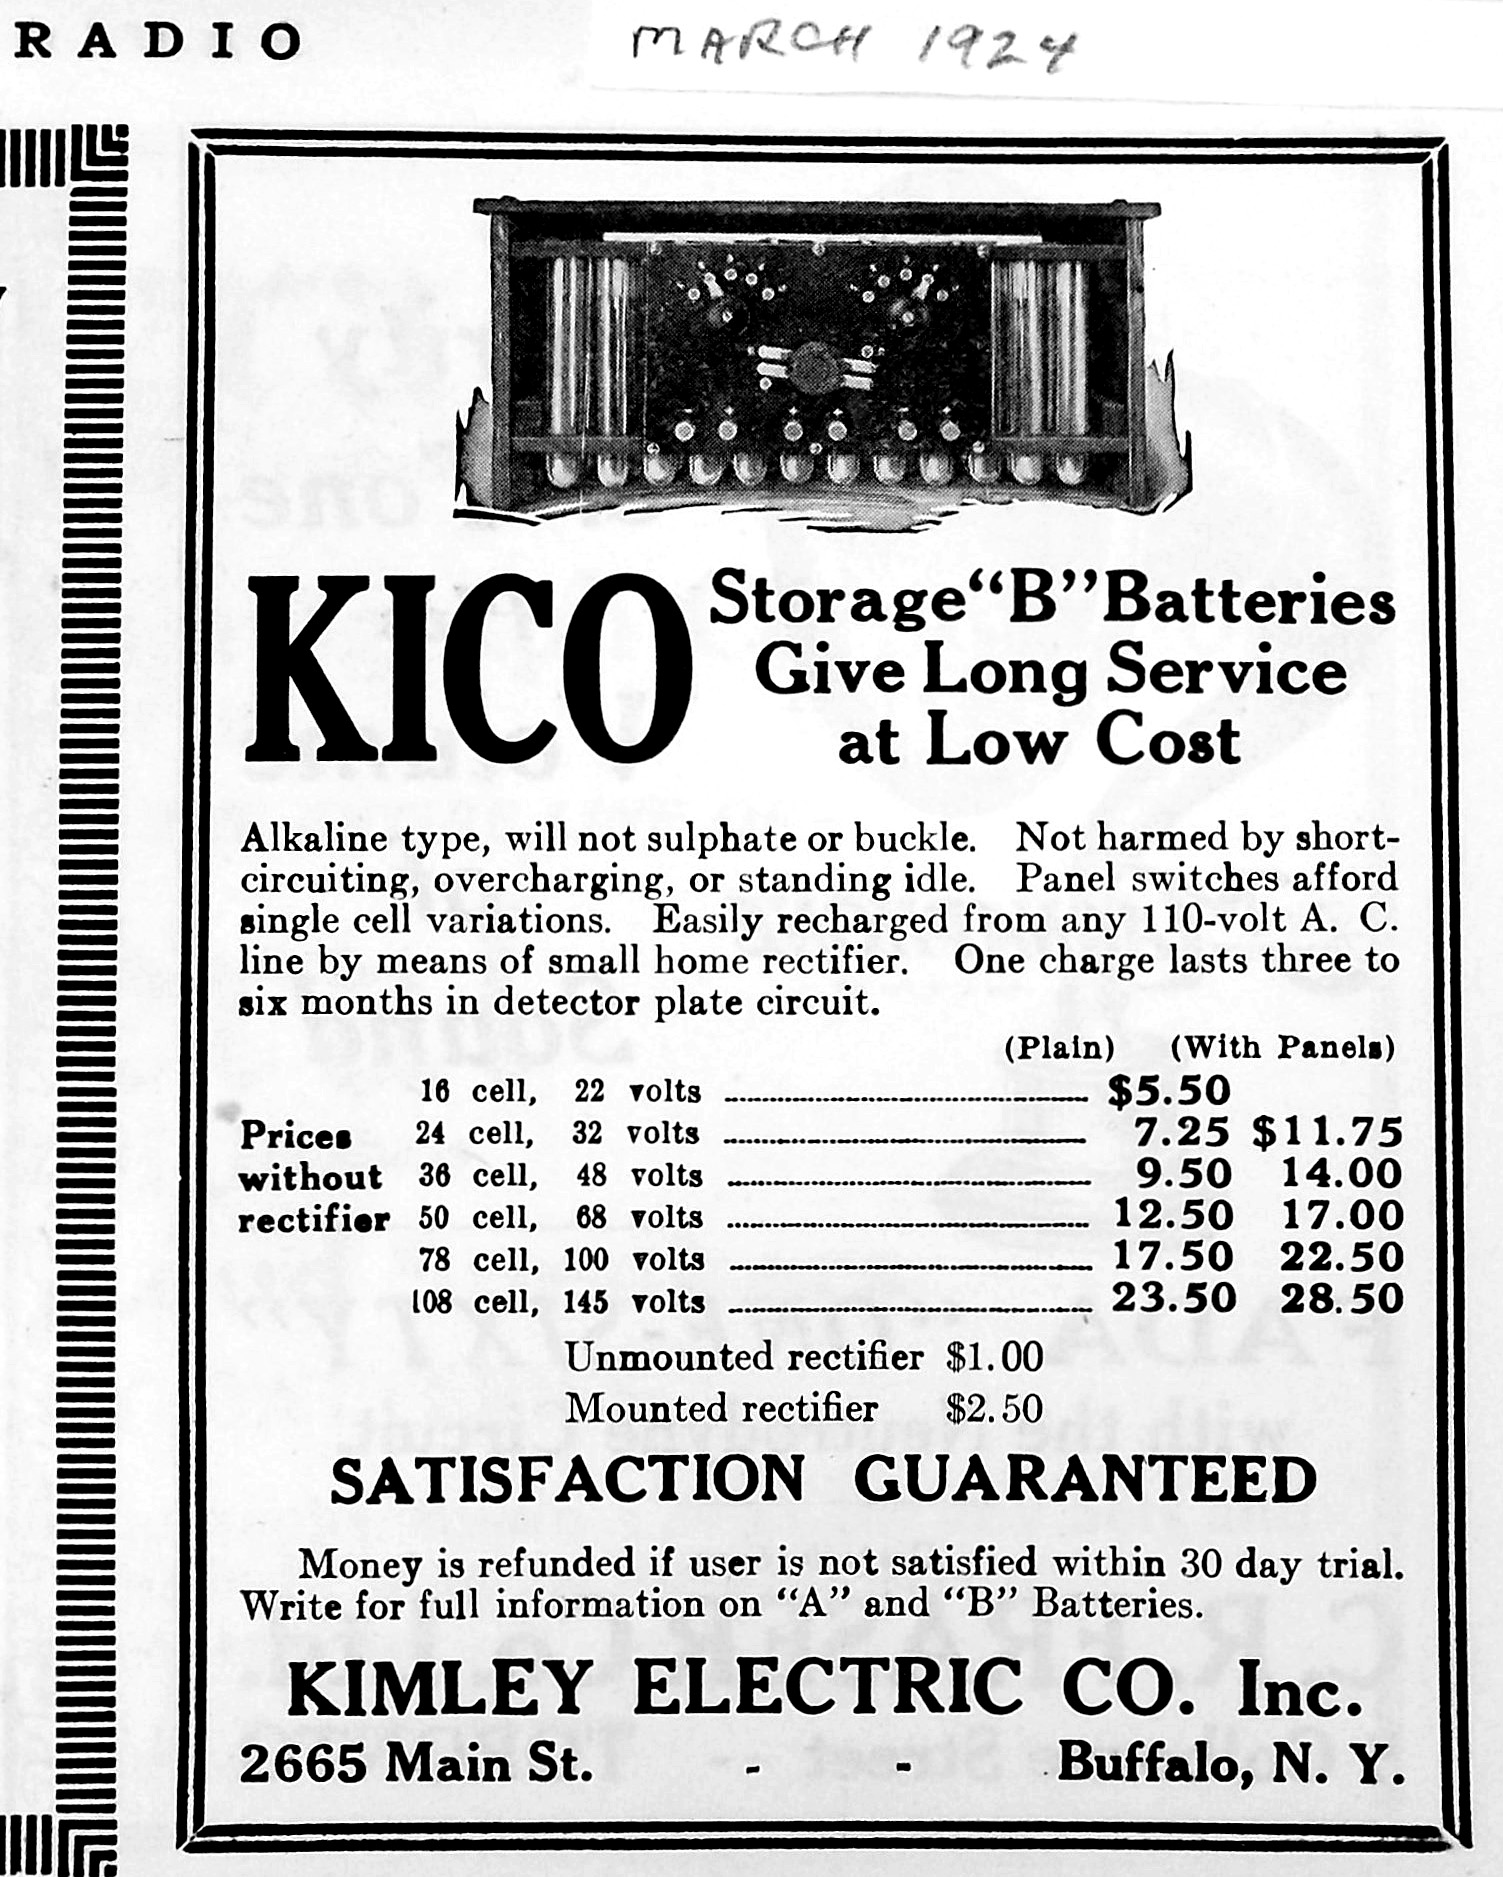 RADIO
MARCH 1924
KICO
Storage "B" Batteries
Give Long Service
at Low Cost
Alkaline type, will not sulphate or buckle. Not harmed by short-
circuiting, overcharging, or standing idle. Panel switches afford
single cell variations. Easily recharged from any 110-volt A. C.
line by means of small home rectifier. One charge lasts three to
six months in detector plate circuit.
(Plain) (With Panels)
16 cell, 22 volts $5.50
Prices 24 cell, 32 volts 7.25 $11.75
without 36 cell, 48 volts 9.50 14.00
rectifier 50 cell, 68 volts 12.50 17.00
78 cell, 100 volts 17.50 22.50
108 cell, 145 volts 23.50 28.50
Unmounted rectifier $1.00
Mounted rectifier $2.50
SATISFACTION GUARANTEED
Money is refunded if user is not satisfied within 30 day trial.
Write for full information on "A" and "B" Batteries.
KIMLEY ELECTRIC CO. Inc.
2665 Main St. - - Buffalo, N. Y.